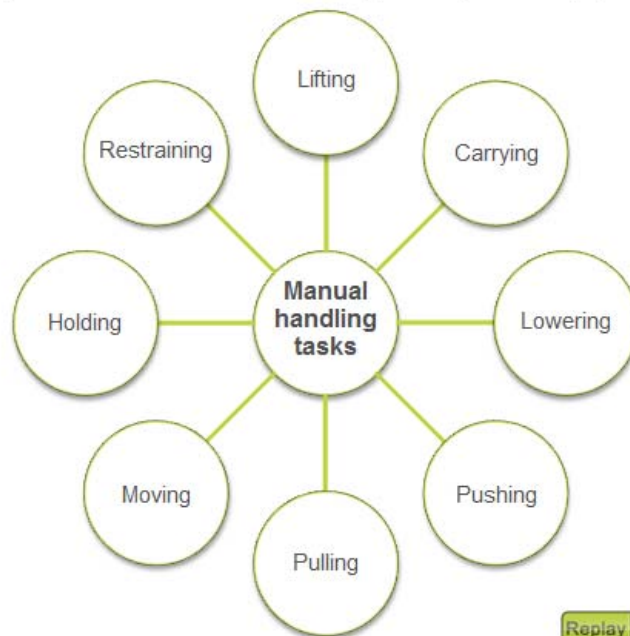 Lifting
Restraining
Carrying
Holding
Manual
handling
tasks
Lowering
Moving
Pushing
Pulling
Replay